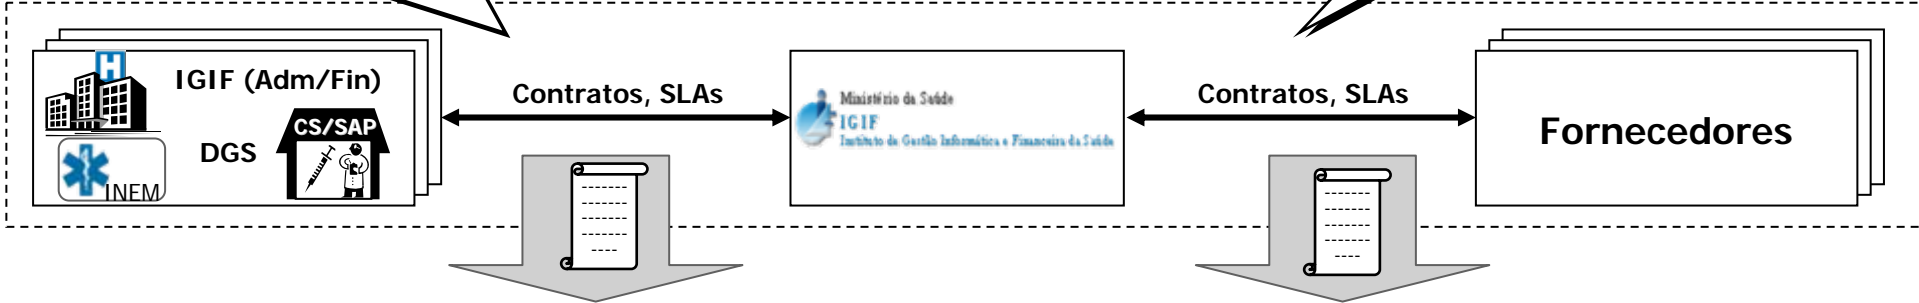 H
IGIF (Adm/Fin)
DGS
CS/SAP
INEM
Contratos, SLAs
Ministério da Saúde
IGIF
Instituto de Gestão Informática e Financeira da Saúde
Contratos, SLAs
Fornecedores